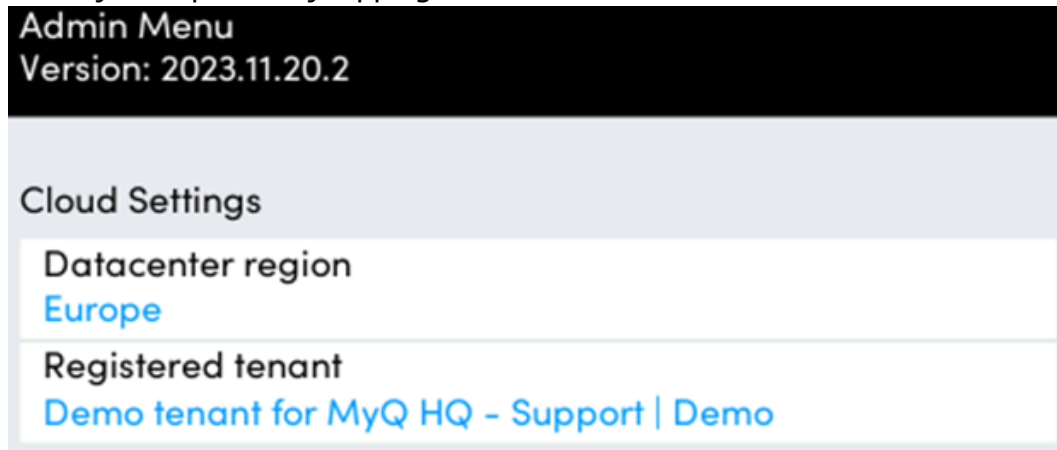 Admin Menu
Version: 2023.11.20.2
Cloud Settings
Datacenter region
Europe
Registered tenant
Demo tenant for MyQ HQ - Support | Demo